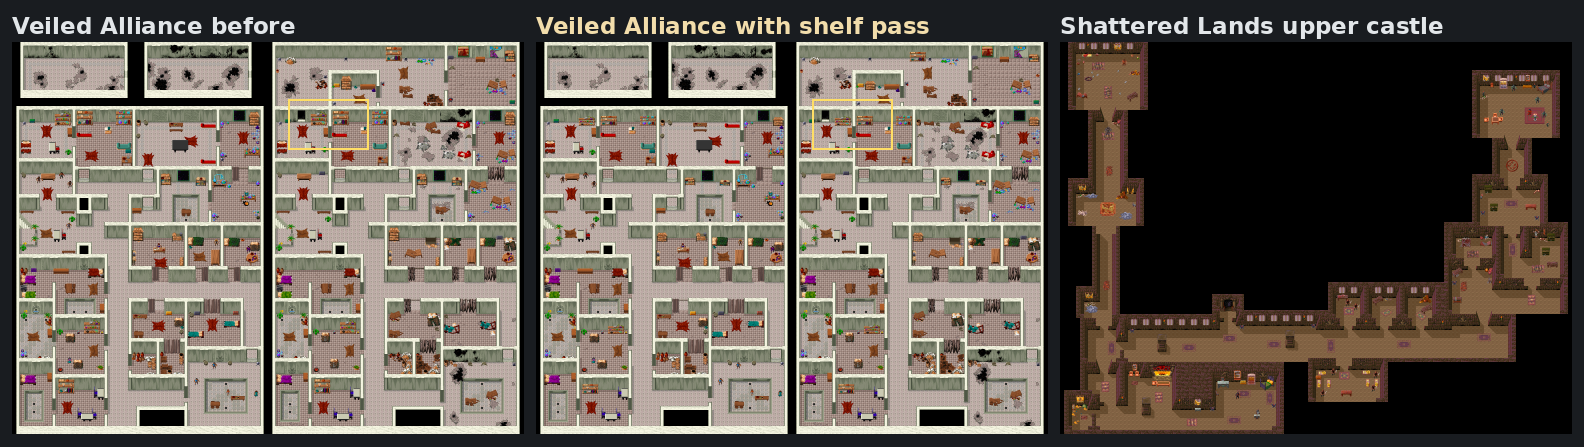 Veiled Alliance before
Veiled Alliance with shelf pass
Shattered Lands upper castle